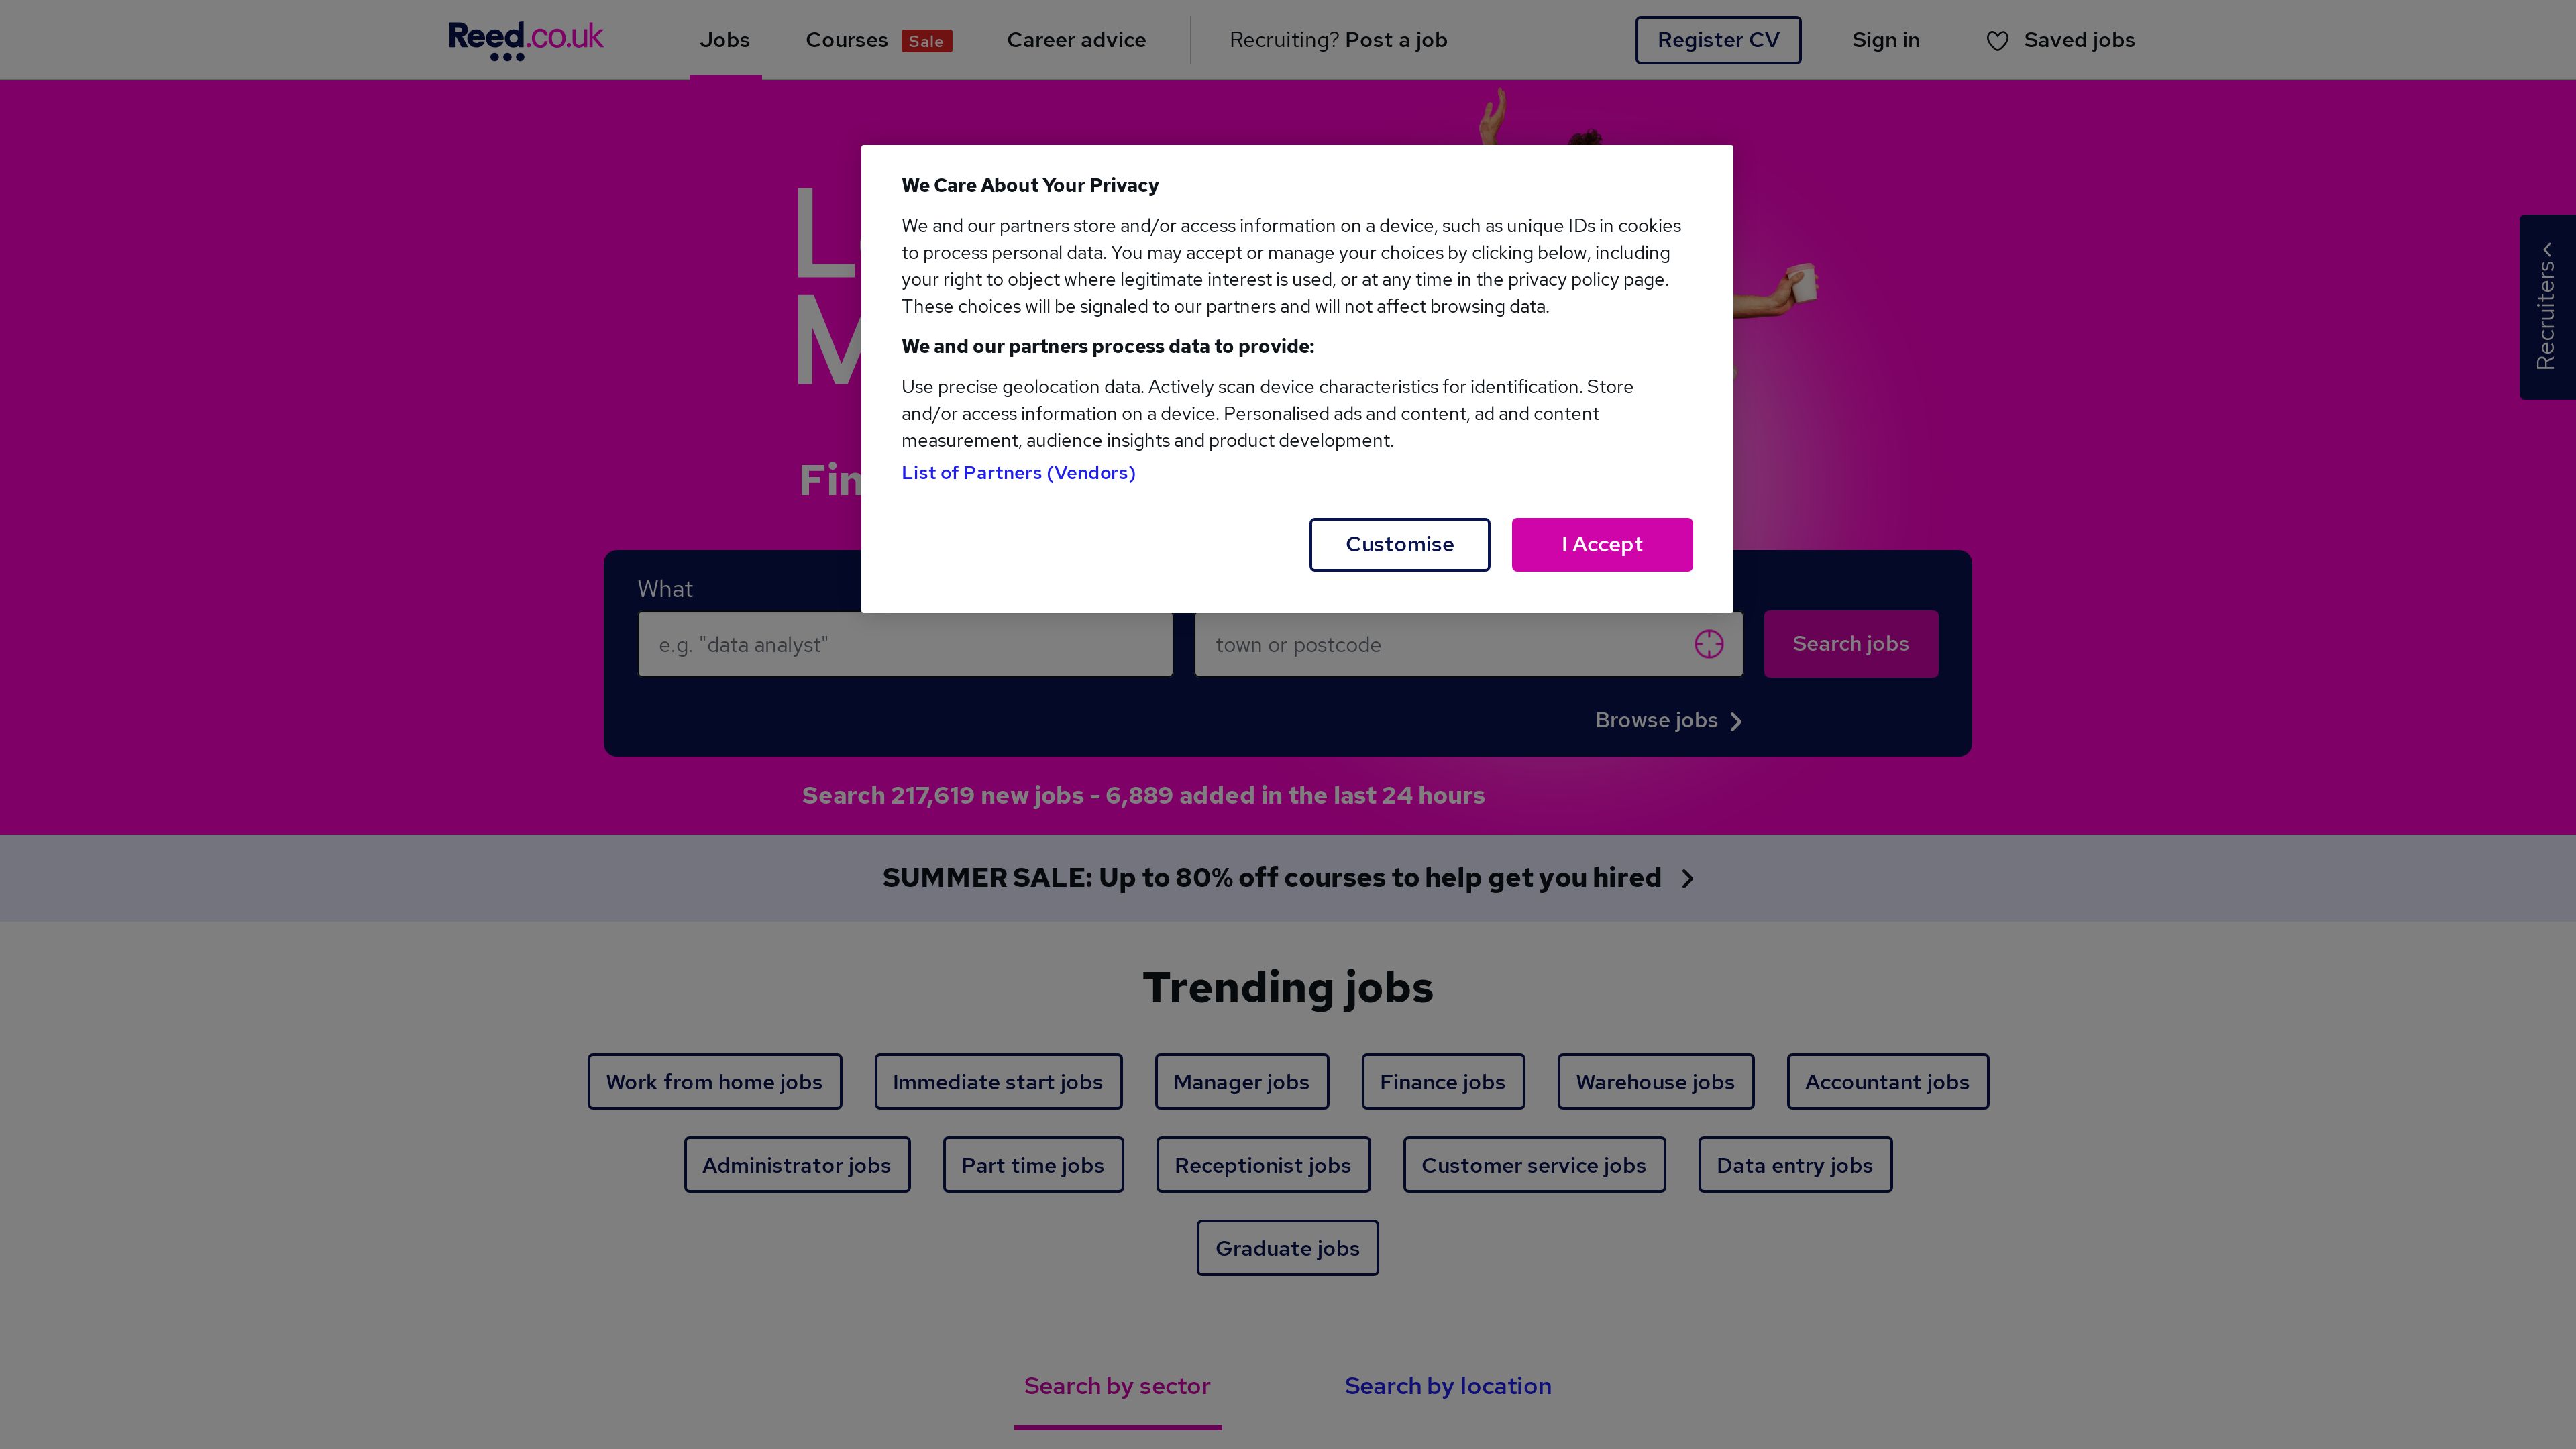 Reed.co.uk
Jobs
Courses Sale
Career advice
Recruiting? Post a job
Register CV
Sign in
Saved jobs
Recruiters
We Care About Your Privacy
We and our partners store and/or access information on a device, such as unique IDs in cookies
to process personal data. You may accept or manage your choices by clicking below, including
your right to object where legitimate interest is used, or at any time in the privacy policy page.
These choices will be signaled to our partners and will not affect browsing data.
We and our partners process data to provide:
Use precise geolocation data. Actively scan device characteristics for identification. Store
and/or access information on a device. Personalised ads and content, ad and content
measurement, audience insights and product development.
List of Partners (Vendors)
Customise
I Accept
What
e.g. "data analyst"
town or postcode
Search jobs
Browse jobs
Search 217,619 new jobs - 6,889 added in the last 24 hours
SUMMER SALE: Up to 80% off courses to help get you hired
Trending jobs
Work from home jobs
Immediate start jobs
Manager jobs
Finance jobs
Warehouse jobs
Accountant jobs
Administrator jobs
Part time jobs
Receptionist jobs
Customer service jobs
Data entry jobs
Graduate jobs
Search by sector
Search by location